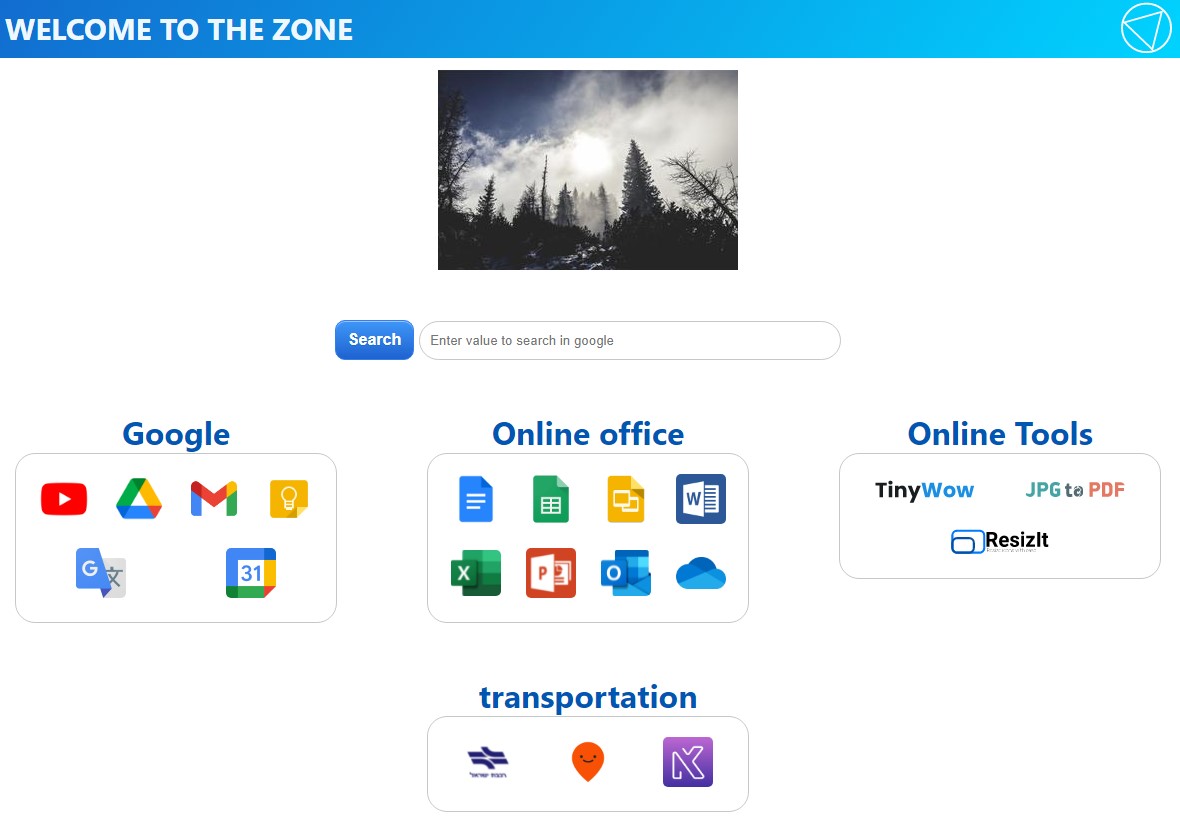 WELCOME TO THE ZONE
Search
Enter value to search in google
Google
Online office
Online Tools
TinyWow
JPG to PDF
G 文
31
W
ResizIt
X
P
O
transportation
רכבת ישראל